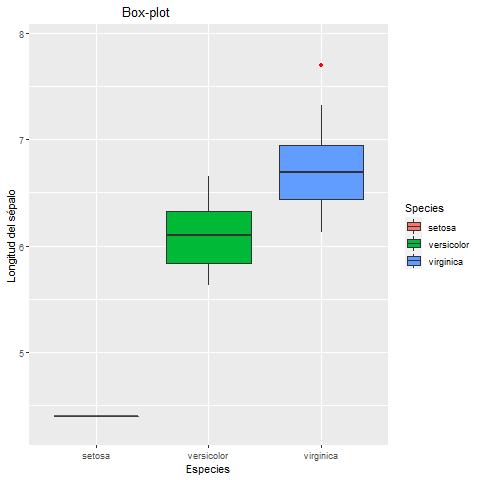 Box-plot
8
7
6
5
Longitud del sépalo
setosa
versicolor
virginica
Especies
Species
setosa
versicolor
virginica